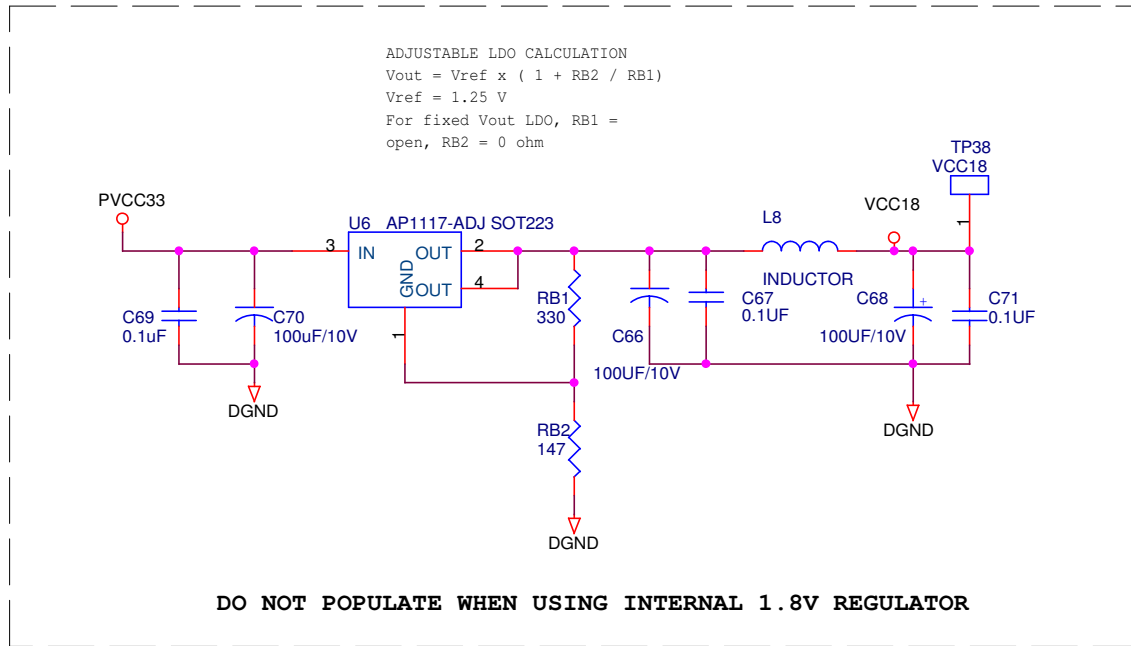 ADJUSTABLE LDO CALCULATION
Vout = Vref x ( 1 + RB2 / RB1)
Vref = 1.25 V
For fixed Vout LDO, RB1 =
open, RB2 = 0 ohm
TP38
VCC18
PVCC33
VCC18
U6 AP1117-ADJ SOT223
L8
3
IN
OUT
2
1
GND
OUT
4
INDUCTOR
C69
0.1uF
C70
100uF/10V
1
RB1
330
C66
100UF/10V
C67
0.1UF
C68
+
100UF/10V
C71
0.1UF
DGND
RB2
147
DGND
DGND
DO NOT POPULATE WHEN USING INTERNAL 1.8V REGULATOR